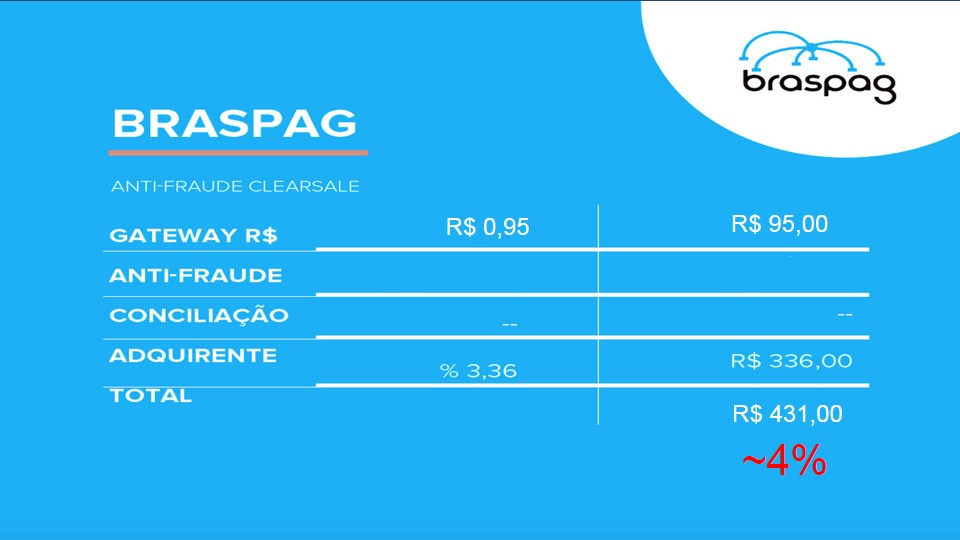 braspag
BRASPAG
ANTI-FRAUDE CLEARSALE
GATEWAY R$ R$ 0,95 R$ 95,00
ANTI-FRAUDE
CONCILIAÇÃO -- --
ADQUIRENTE % 3,36 R$ 336,00
TOTAL R$ 431,00
~4%